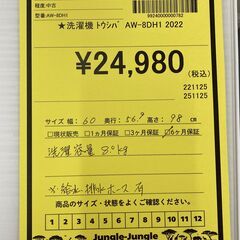 程度:中古
型番:AW-8DH1
99240000000782
★洗濯機 トウシバ AW-8DH1 2022
¥24,980
(税込)
221125
251125
サイズ:幅:60 奥行:56.9 高さ:98 cm
□現状販売 □1カ月保証 □3ヶ月保証 □6ヶ月保証
洗濯容量 8.0kg
※給水・排水ホース有
商品のサイズ・状態をよくご確認ください。
1 2 3 4 5 6 7 8 9 10 11 12
Jungle-Jungle